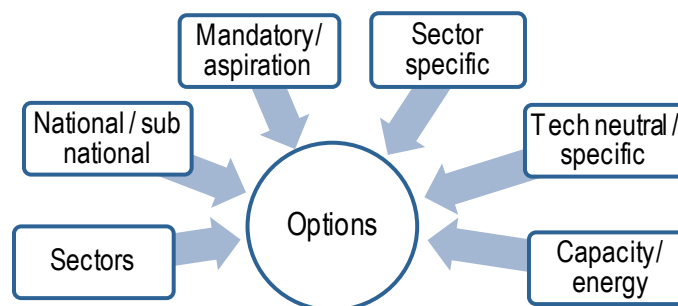 Mandatory/
aspiration
Sector
specific
National / sub
national
Tech neutral /
specific
Options
Sectors
Capacity/
energy